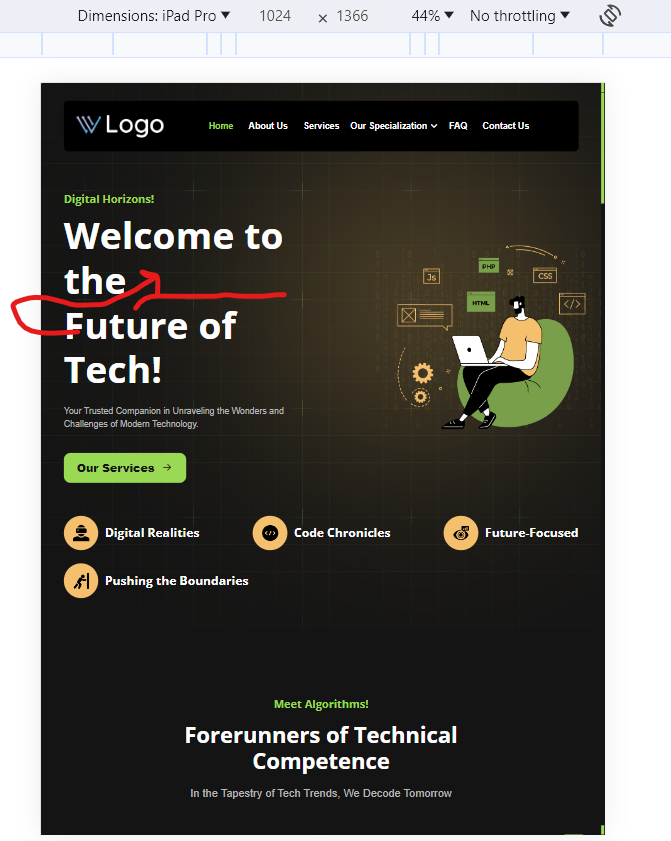 Dimensions: iPad Pro ▼ 1024 × 1366 44% ▼ No throttling ▼
W Logo
Home About Us Services Our Specialization FAQ Contact Us
Digital Horizons!
Welcome to
the
Future of
Tech!
Your Trusted Companion in Unraveling the Wonders and
Challenges of Modern Technology.
Our Services →
Js
PHP
CSS
HTML
</>
Digital Realities
</>
Code Chronicles
Future-Focused
Pushing the Boundaries
Meet Algorithms!
Forerunners of Technical
Competence
In the Tapestry of Tech Trends, We Decode Tomorrow